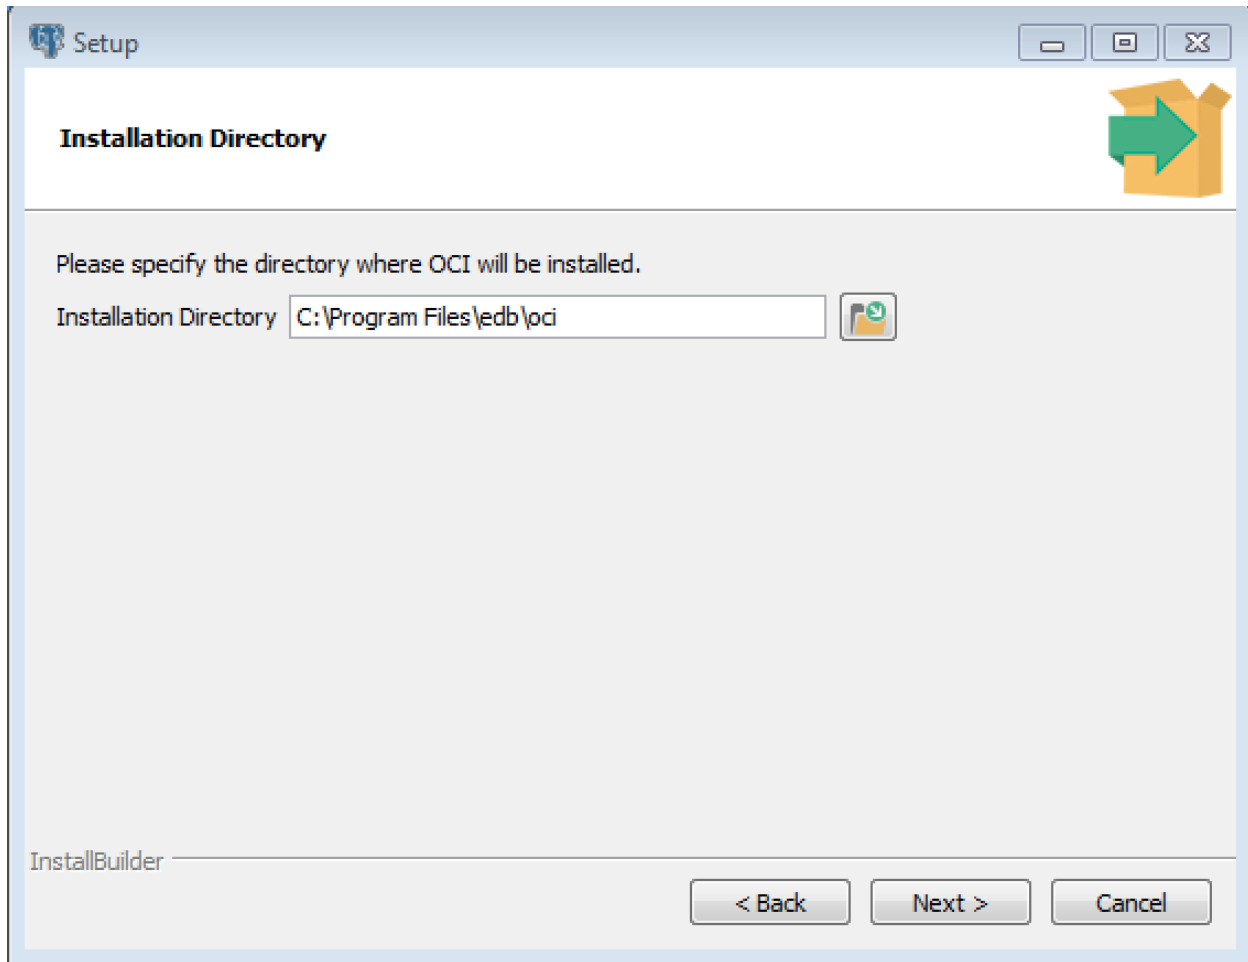 Setup
Installation Directory
Please specify the directory where OCI will be installed.
Installation Directory C:\Program Files\edb\oci
InstallBuilder
< Back Next > Cancel